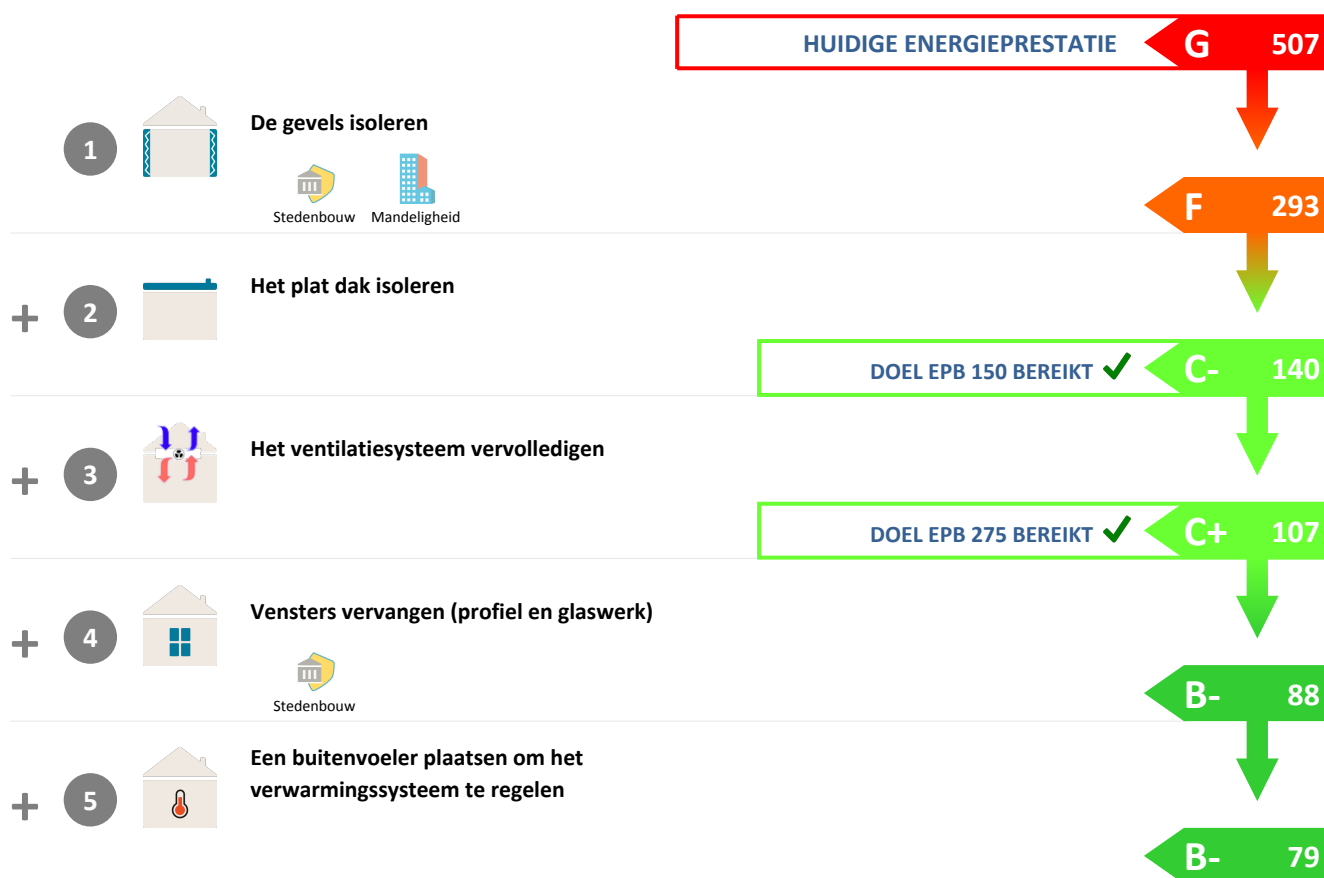 HUIDIGE ENERGIEPRESTATIE G 507
1 De gevels isoleren
Stedenbouw Mandeligheid
F 293
+ 2 Het plat dak isoleren
DOEL EPB 150 BEREIKT ✓ C- 140
+ 3 Het ventilatiesysteem vervolledigen
DOEL EPB 275 BEREIKT ✓ C+ 107
+ 4 Vensters vervangen (profiel en glaswerk)
Stedenbouw
B- 88
+ 5 Een buitenvoeler plaatsen om het
verwarmingssysteem te regelen
B- 79